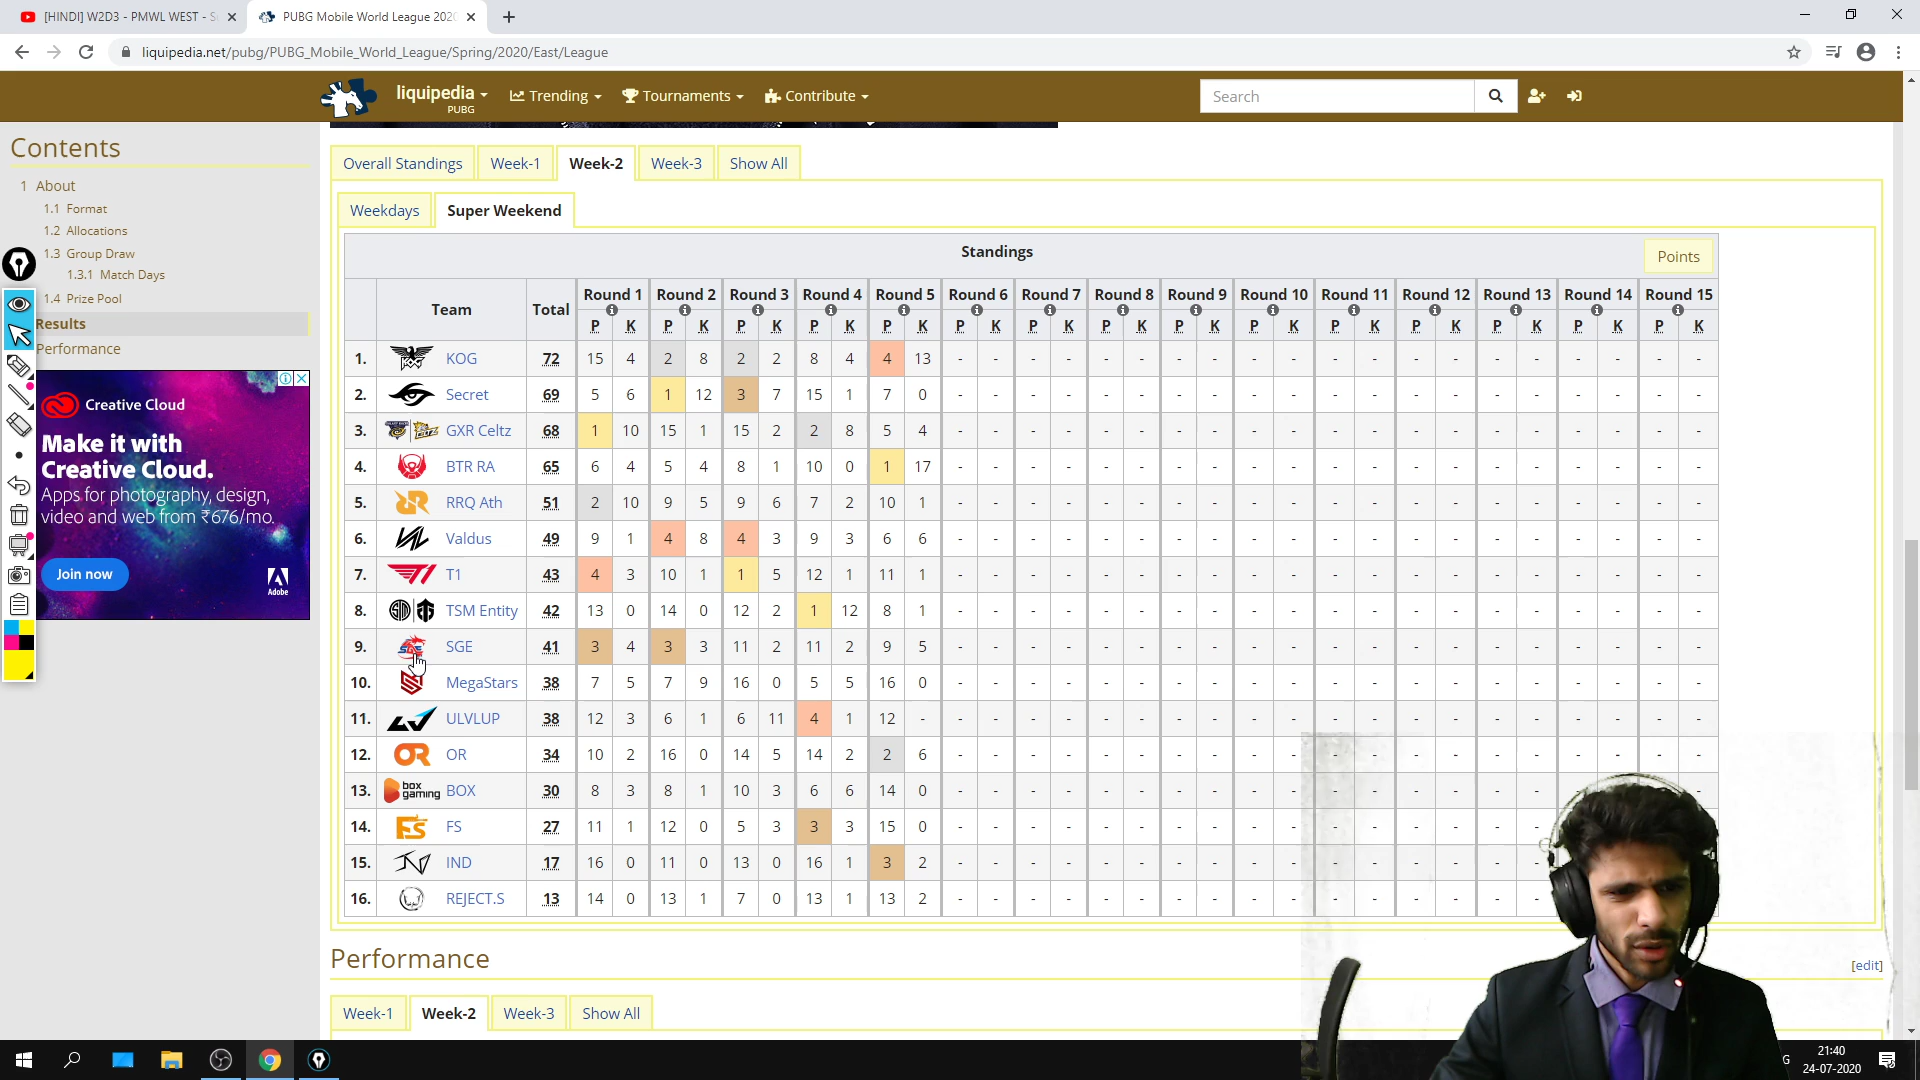 [HINDI] W2D3 - PMWL WEST - S
PUBG Mobile World League 202
liquipedia.net/pubg/PUBG_Mobile_World_League/Spring/2020/East/League
liquipedia
PUBG
Trending
Tournaments
Contribute
Search
Contents
1 About
1.1 Format
1.2 Allocations
1.3 Group Draw
1.3.1 Match Days
1.4 Prize Pool
Results
Performance
Creative Cloud
Make it with
Creative Cloud.
Apps for photography, design,
video and web from ₹676/mo.
Join now
Adobe
Overall Standings Week-1 Week-2 Week-3 Show All
Weekdays Super Weekend
Standings
Points
Team Total Round 1 Round 2 Round 3 Round 4 Round 5 Round 6 Round 7 Round 8 Round 9 Round 10 Round 11 Round 12 Round 13 Round 14 Round 15
P K P K P K P K P K P K P K P K P K P K P K P K P K P K P K
1. KOG 72 15 4 2 8 2 2 8 4 4 13 - - - - - - - - - - - - - - - - - - - -
2. Secret 69 5 6 1 12 3 7 15 1 7 0 - - - - - - - - - - - - - - - - - - - -
3. GXR Celtz 68 1 10 15 1 15 2 2 8 5 4 - - - - - - - - - - - - - - - - - - - -
4. BTR RA 65 6 4 5 4 8 1 10 0 1 17 - - - - - - - - - - - - - - - - - - - -
5. RRQ Ath 51 2 10 9 5 9 6 7 2 10 1 - - - - - - - - - - - - - - - - - - - -
6. Valdus 49 9 1 4 8 4 3 9 3 6 6 - - - - - - - - - - - - - - - - - - - -
7. T1 43 4 3 10 1 1 5 12 1 11 1 - - - - - - - - - - - - - - - - - - - -
8. TSM Entity 42 13 0 14 0 12 2 1 12 8 1 - - - - - - - - - - - - - - - - - - - -
9. SGE 41 3 4 3 3 11 2 11 2 9 5 - - - - - - - - - - - - - - - - - - - -
10. MegaStars 38 7 5 7 9 16 0 5 5 16 0 - - - - - - - - - - - - - - - - - - - -
11. ULVLUP 38 12 3 6 1 6 11 4 1 12 - - - - - - - - - - - - - - - - - - - - -
12. OR 34 10 2 16 0 14 5 14 2 2 6 - - - - - - - - - - - - - - - - - - - -
13. box gaming BOX 30 8 3 8 1 10 3 6 6 14 0 - - - - - - - - - - - - - - - - - - -
14. FS 27 11 1 12 0 5 3 3 3 15 0 - - - - - - - - - - - - - - - -
15. IND 17 16 0 11 0 13 0 16 1 3 2 - - - - - - - - - - - - - - - -
16. REJECT.S 13 14 0 13 1 7 0 13 1 13 2 - - - - - - - - - - - - - - - -
Performance
[edit]
Week-1 Week-2 Week-3 Show All
G
21:40
24-07-2020